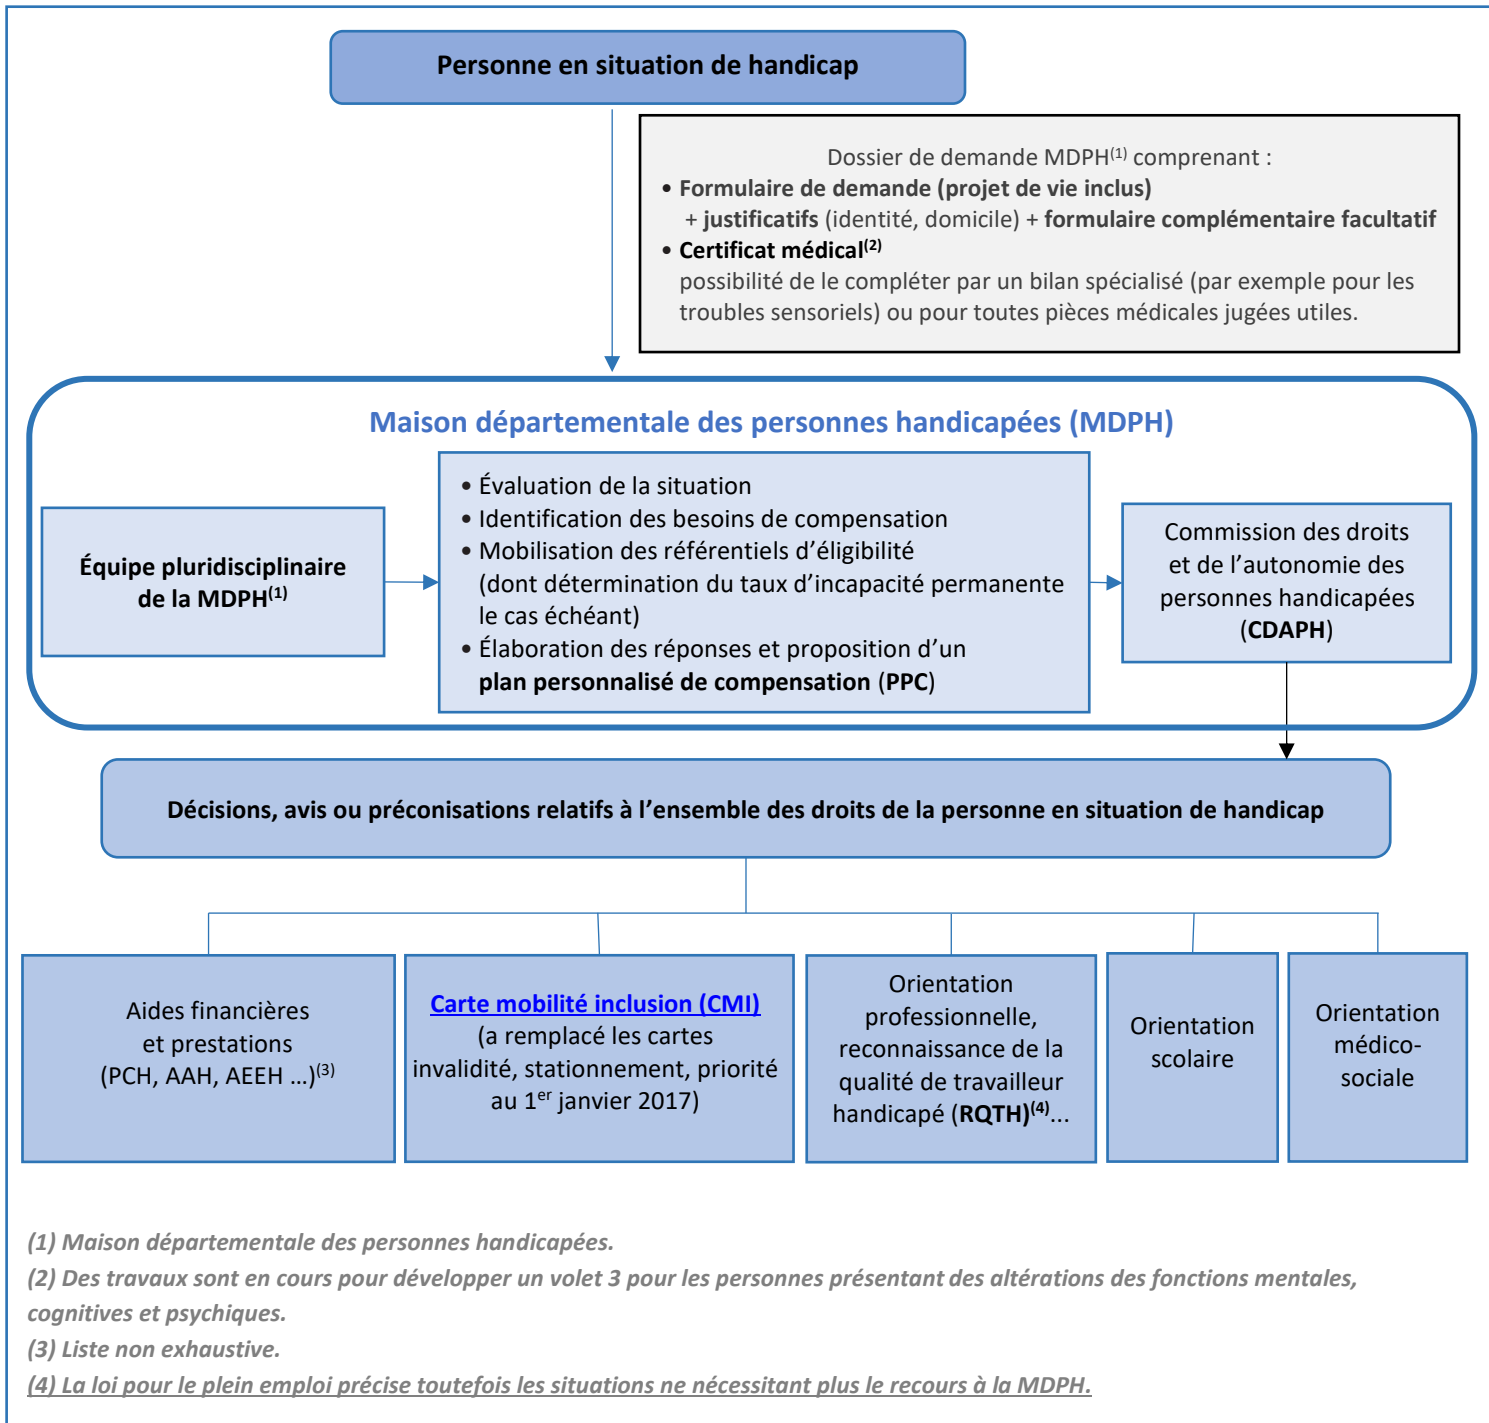 Personne en situation de handicap
Dossier de demande MDPH(1) comprenant :
• Formulaire de demande (projet de vie inclus)
+ justificatifs (identité, domicile) + formulaire complémentaire facultatif
• Certificat médical(2)
possibilité de le compléter par un bilan spécialisé (par exemple pour les
troubles sensoriels) ou pour toutes pièces médicales jugées utiles.
Maison départementale des personnes handicapées (MDPH)
Équipe pluridisciplinaire
de la MDPH(1)
• Évaluation de la situation
• Identification des besoins de compensation
• Mobilisation des référentiels d’éligibilité
(dont détermination du taux d’incapacité permanente
le cas échéant)
• Élaboration des réponses et proposition d’un
plan personnalisé de compensation (PPC)
Commission des droits
et de l’autonomie des
personnes handicapées
(CDAPH)
Décisions, avis ou préconisations relatifs à l’ensemble des droits de la personne en situation de handicap
Aides financières
et prestations
(PCH, AAH, AEEH …)(3)
Carte mobilité inclusion (CMI)
(a remplacé les cartes
invalidité, stationnement, priorité
au 1er janvier 2017)
Orientation
professionnelle,
reconnaissance de la
qualité de travailleur
handicapé (RQTH)(4)...
Orientation
scolaire
Orientation
médico-
sociale
(1) Maison départementale des personnes handicapées.
(2) Des travaux sont en cours pour développer un volet 3 pour les personnes présentant des altérations des fonctions mentales,
cognitives et psychiques.
(3) Liste non exhaustive.
(4) La loi pour le plein emploi précise toutefois les situations ne nécessitant plus le recours à la MDPH.